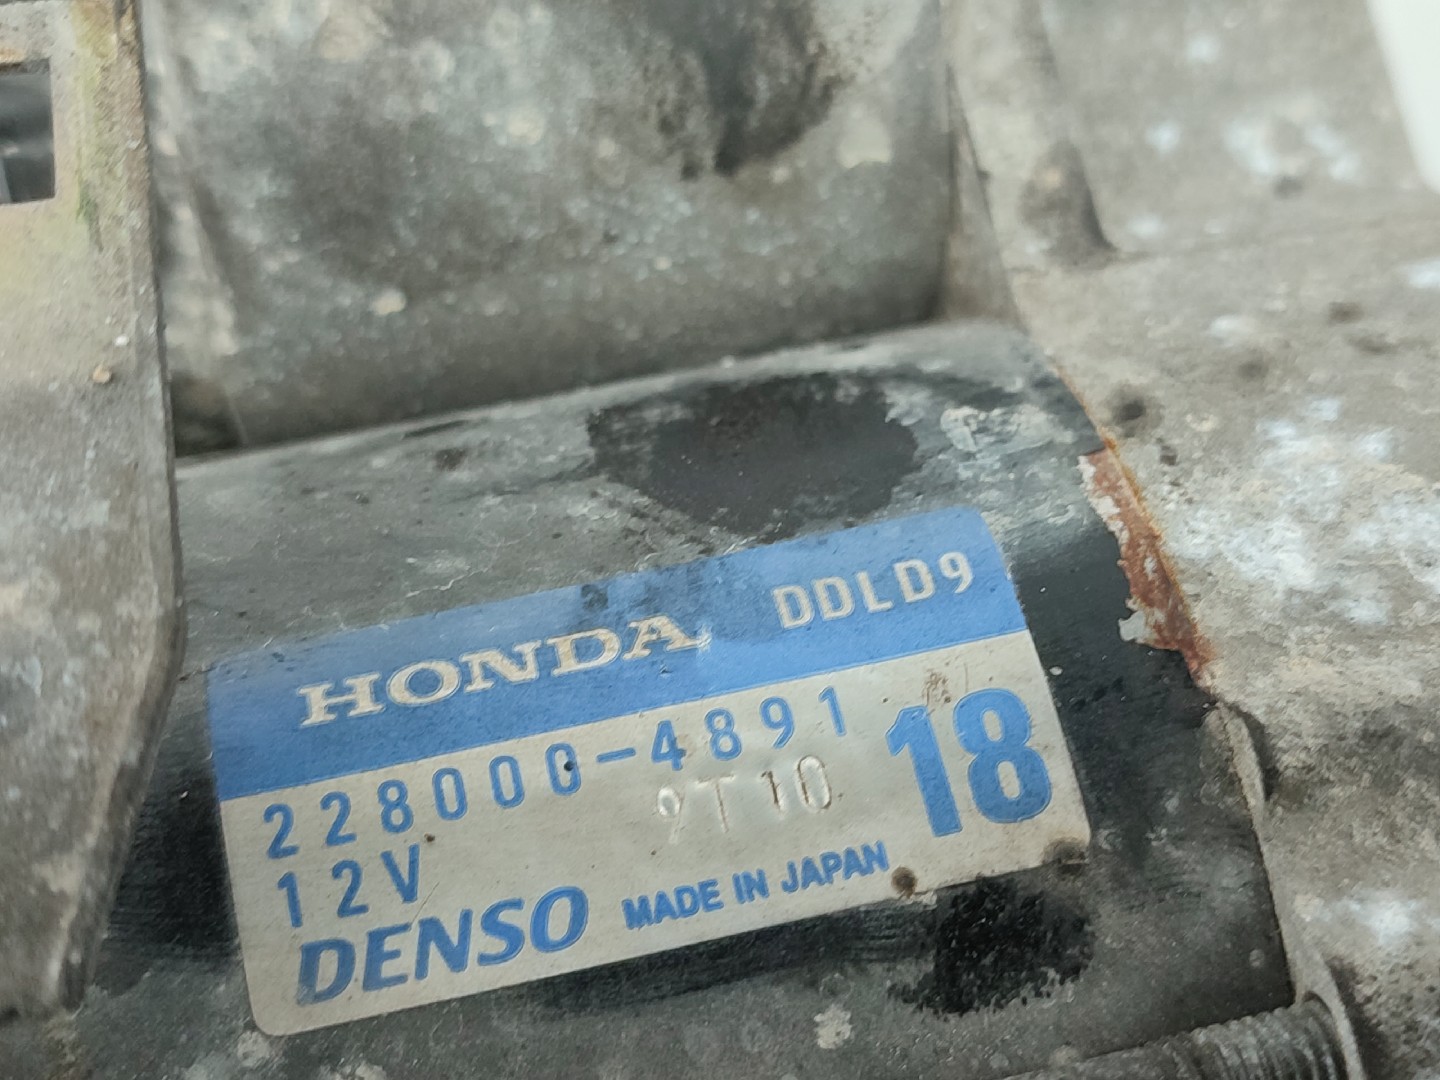 HONDA DDLD9
228000-4891
9T10
18
12V
DENSO MADE IN JAPAN